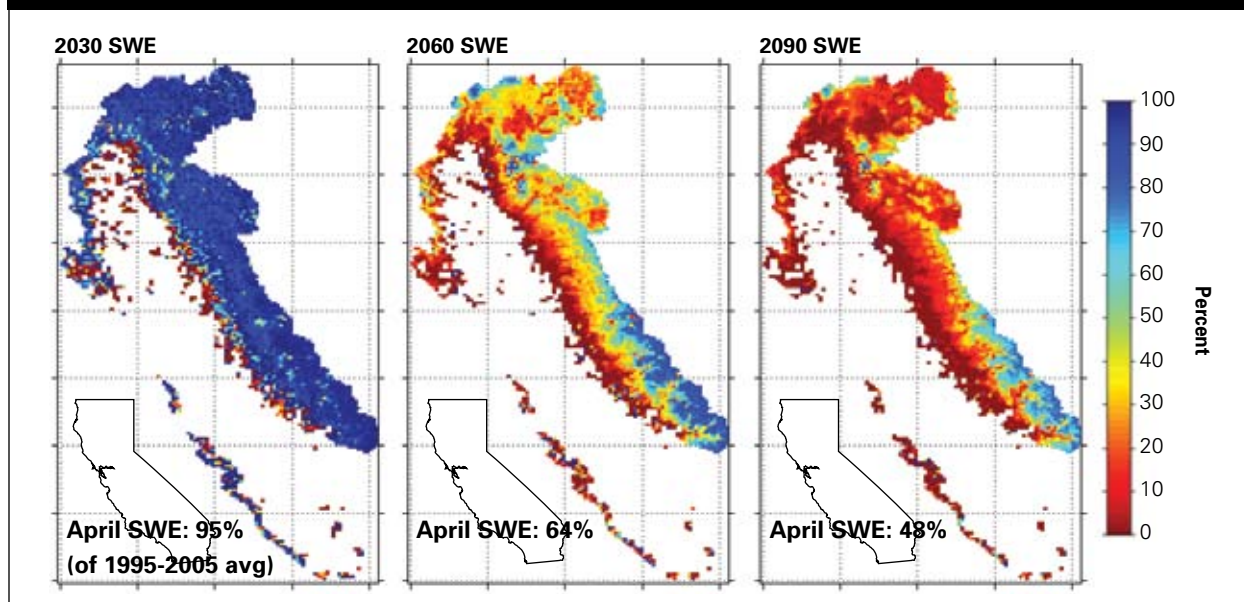 2030 SWE
2060 SWE
2090 SWE
April SWE: 95%
(of 1995-2005 avg)
April SWE: 64%
April SWE: 48%
100
90
80
70
60
50
40
30
20
10
0
Percent